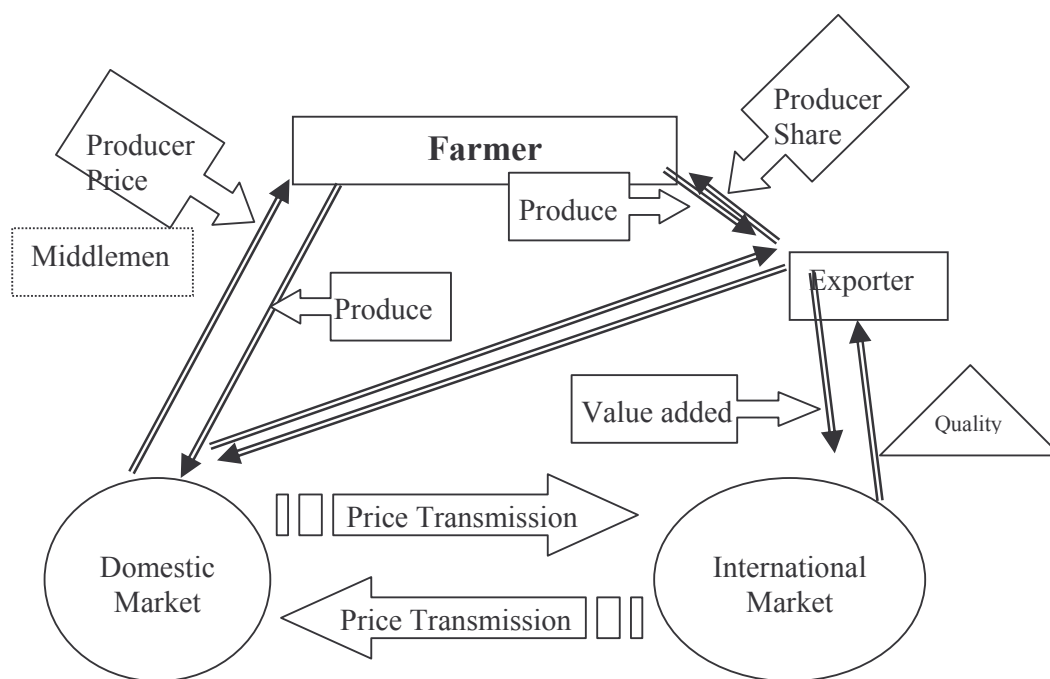 Producer
Share
Farmer
Producer
Price
Produce
Middlemen
Exporter
Produce
Value added
Quality
Price Transmission
Domestic
Market
International
Market
Price Transmission